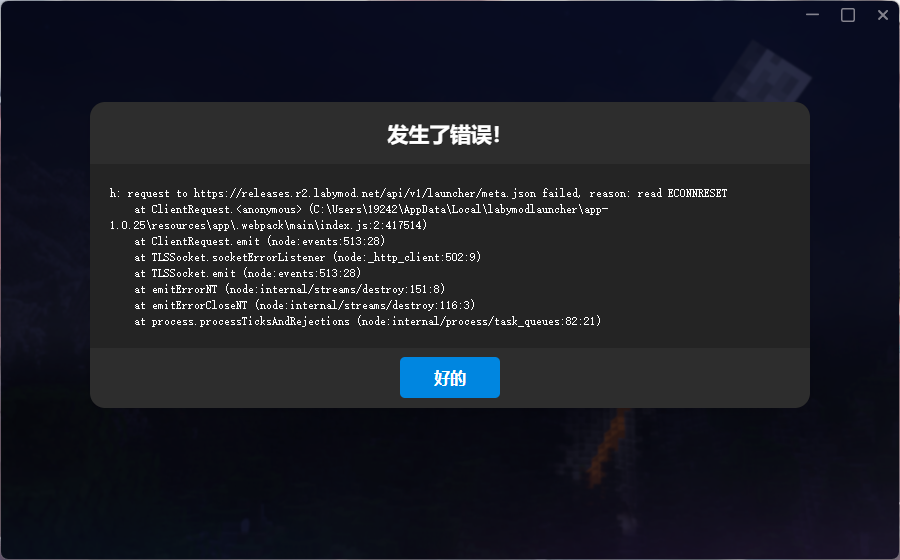 发生了错误!
h: request to https://releases.r2.labymod.net/api/v1/launcher/meta.json failed, reason: read ECONNRESET
at ClientRequest.<anonymous> (C:\Users\19242\AppData\Local\labymodlauncher\app-
1.0.25\resources\app\.webpack\main\index.js:2:417514)
at ClientRequest.emit (node:events:513:28)
at TLSSocket.socketErrorListener (node:_http_client:502:9)
at TLSSocket.emit (node:events:513:28)
at emitErrorNT (node:internal/streams/destroy:151:8)
at emitErrorCloseNT (node:internal/streams/destroy:116:3)
at process.processTicksAndRejections (node:internal/process/task_queues:82:21)
好的